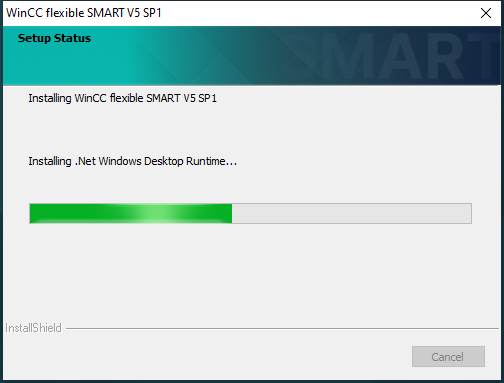 WinCC flexible SMART V5 SP1
Setup Status
SMART
Installing WinCC flexible SMART V5 SP1
Installing .Net Windows Desktop Runtime...
InstallShield
Cancel